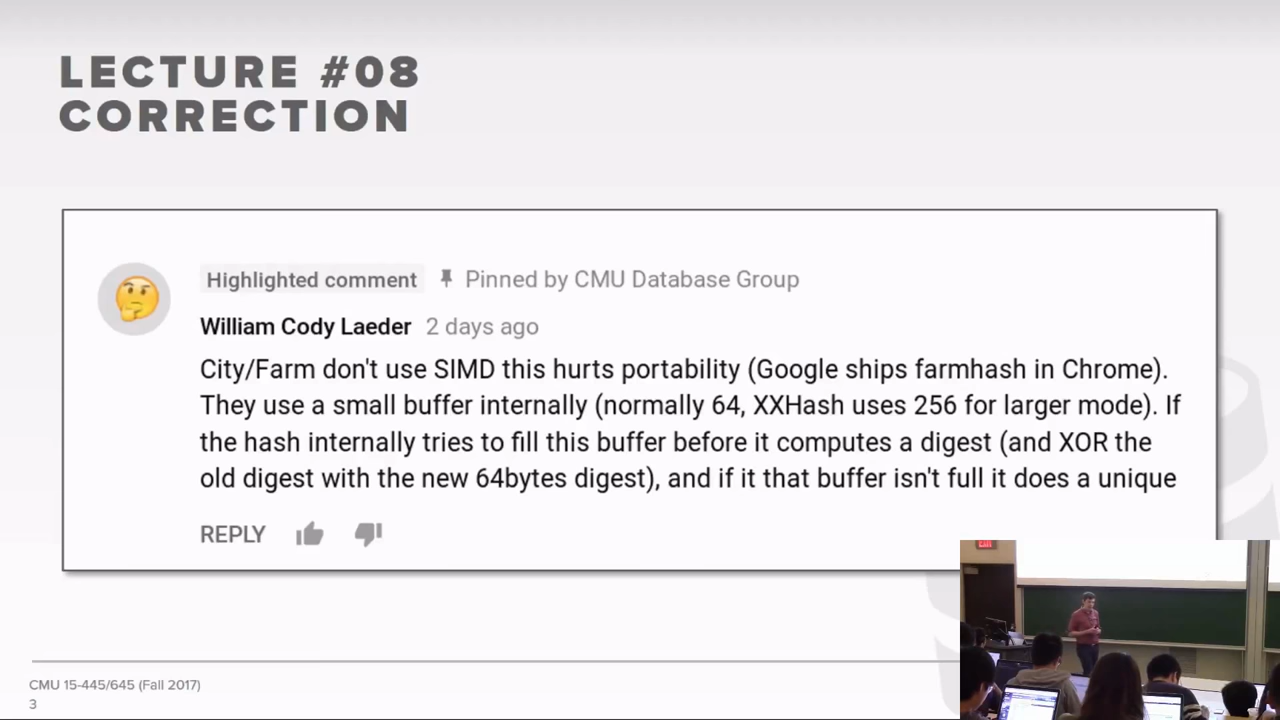 LECTURE #08
CORRECTION
Highlighted comment Pinned by CMU Database Group
William Cody Laeder 2 days ago
City/Farm don't use SIMD this hurts portability (Google ships farmhash in Chrome).
They use a small buffer internally (normally 64, XXHash uses 256 for larger mode). If
the hash internally tries to fill this buffer before it computes a digest (and XOR the
old digest with the new 64bytes digest), and if it that buffer isn't full it does a unique
REPLY
CMU 15-445/645 (Fall 2017)
3
EXIT